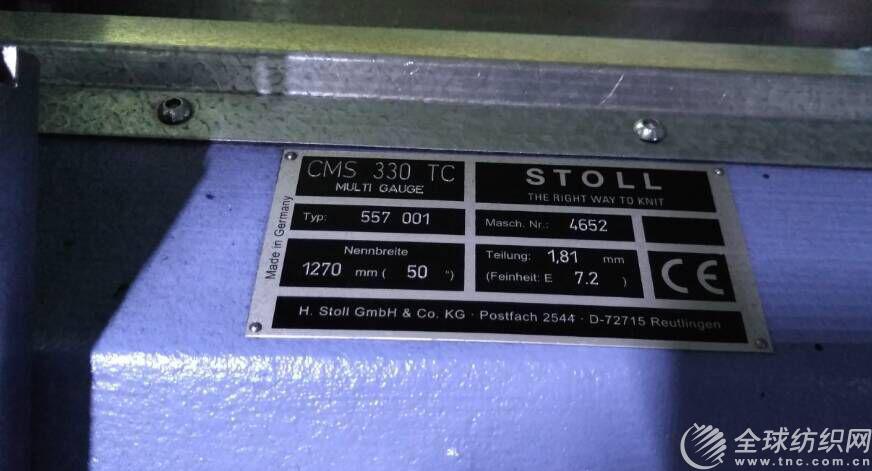 CMS 330 TC
MULTI GAUGE
STOLL
THE RIGHT WAY TO KNIT
Made in Germany
Typ: 557 001
Masch. Nr.: 4652
Nennbreite
1270 mm ( 50 ")
Teilung: 1,81 mm
(Feinheit: E 7.2 )
CE
H. Stoll GmbH & Co. KG · Postfach 2544 · D-72715 Reutlingen
全球纺织网
www.tnc.com.cn